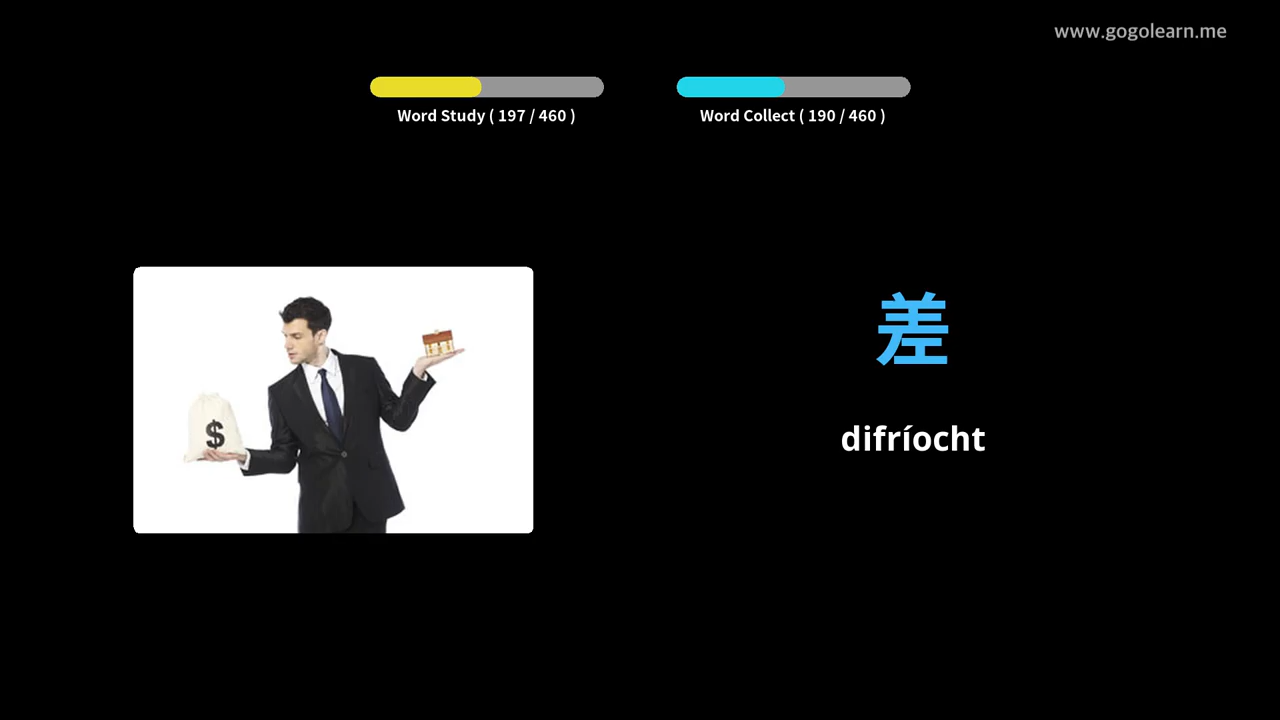 www.gogolearn.me
Word Study ( 197 / 460 )
Word Collect ( 190 / 460 )
差
difríocht
$